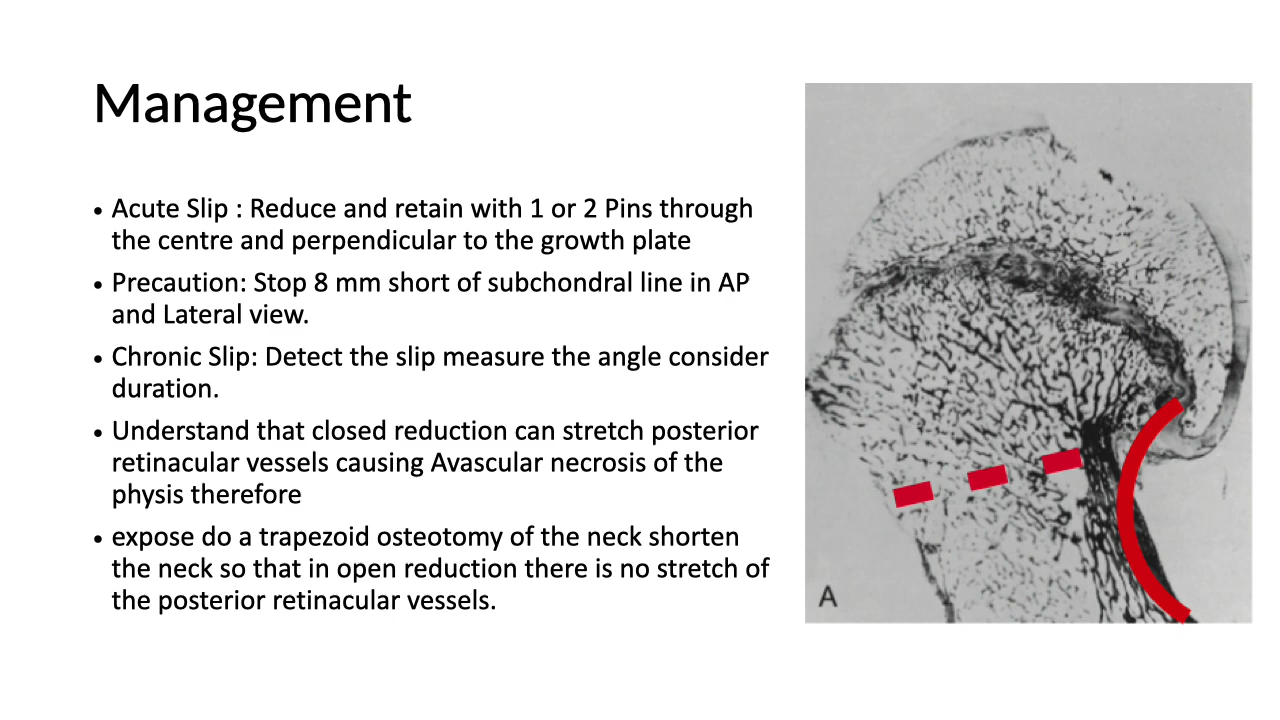 Management
• Acute Slip : Reduce and retain with 1 or 2 Pins through
the centre and perpendicular to the growth plate
• Precaution: Stop 8 mm short of subchondral line in AP
and Lateral view.
• Chronic Slip: Detect the slip measure the angle consider
duration.
• Understand that closed reduction can stretch posterior
retinacular vessels causing Avascular necrosis of the
physis therefore
• expose do a trapezoid osteotomy of the neck shorten
the neck so that in open reduction there is no stretch of
the posterior retinacular vessels.
A